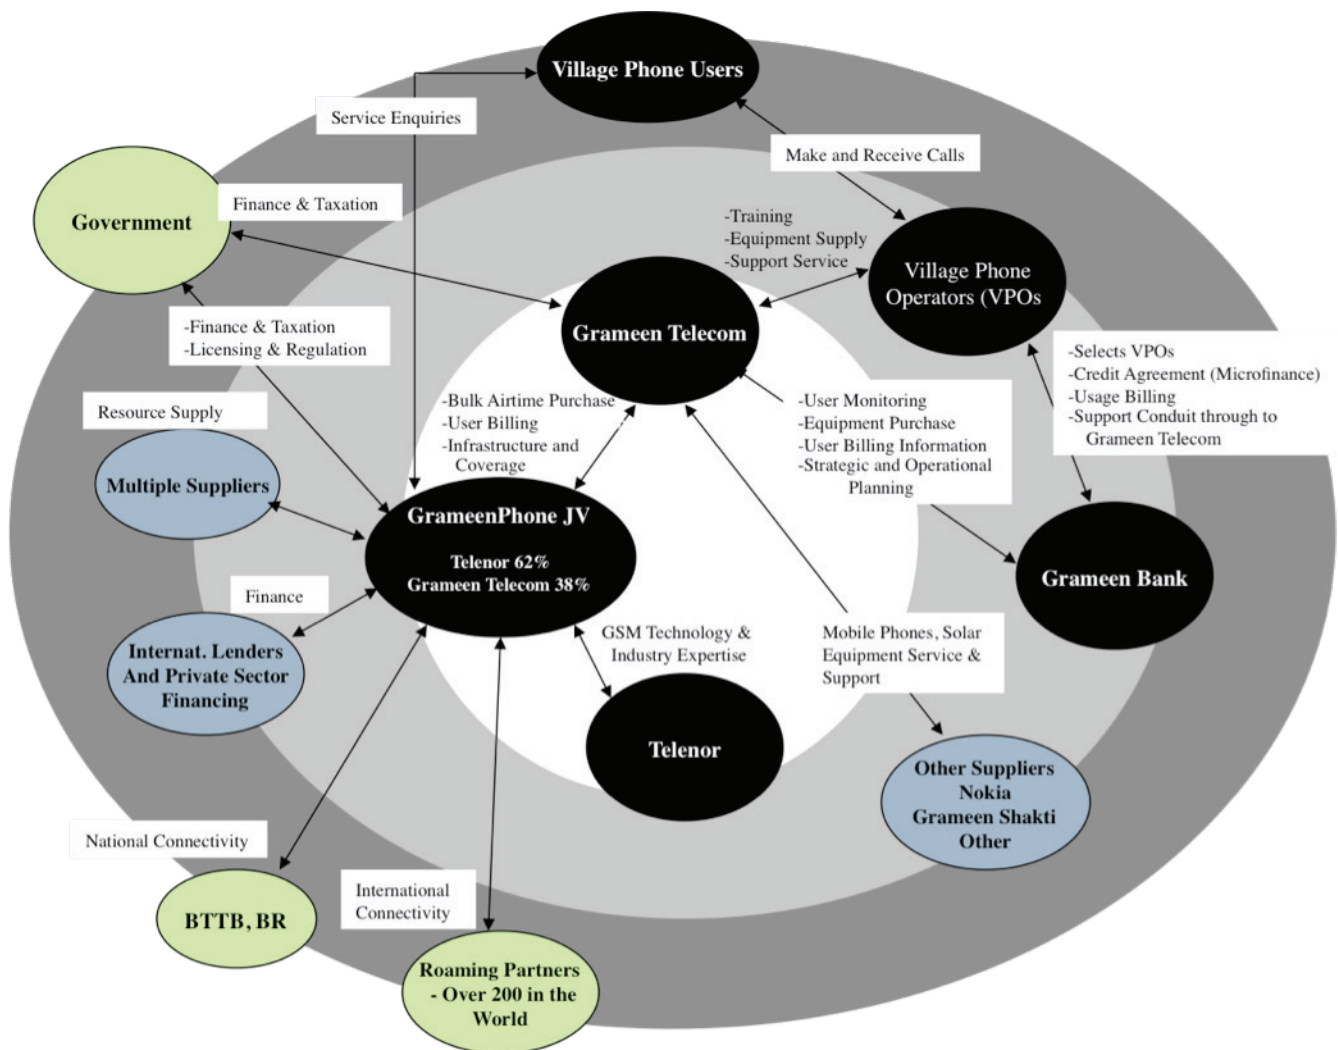 Village Phone Users
Service Enquiries
Make and Receive Calls
Government
Finance & Taxation
-Training
-Equipment Supply
-Support Service
Village Phone
Operators (VPOs
-Finance & Taxation
-Licensing & Regulation
Grameen Telecom
-Selects VPOs
-Credit Agreement (Microfinance)
-Usage Billing
-Support Conduit through to
Grameen Telecom
Resource Supply
Multiple Suppliers
-Bulk Airtime Purchase
-User Billing
-Infrastructure and
Coverage
-User Monitoring
-Equipment Purchase
-User Billing Information
-Strategic and Operational
Planning
GrameenPhone JV
Telenor 62%
Grameen Telecom 38%
Grameen Bank
Finance
Internat. Lenders
And Private Sector
Financing
GSM Technology &
Industry Expertise
Mobile Phones, Solar
Equipment Service &
Support
Telenor
Other Suppliers
Nokia
Grameen Shakti
Other
National Connectivity
BTTB, BR
International
Connectivity
Roaming Partners
- Over 200 in the
World